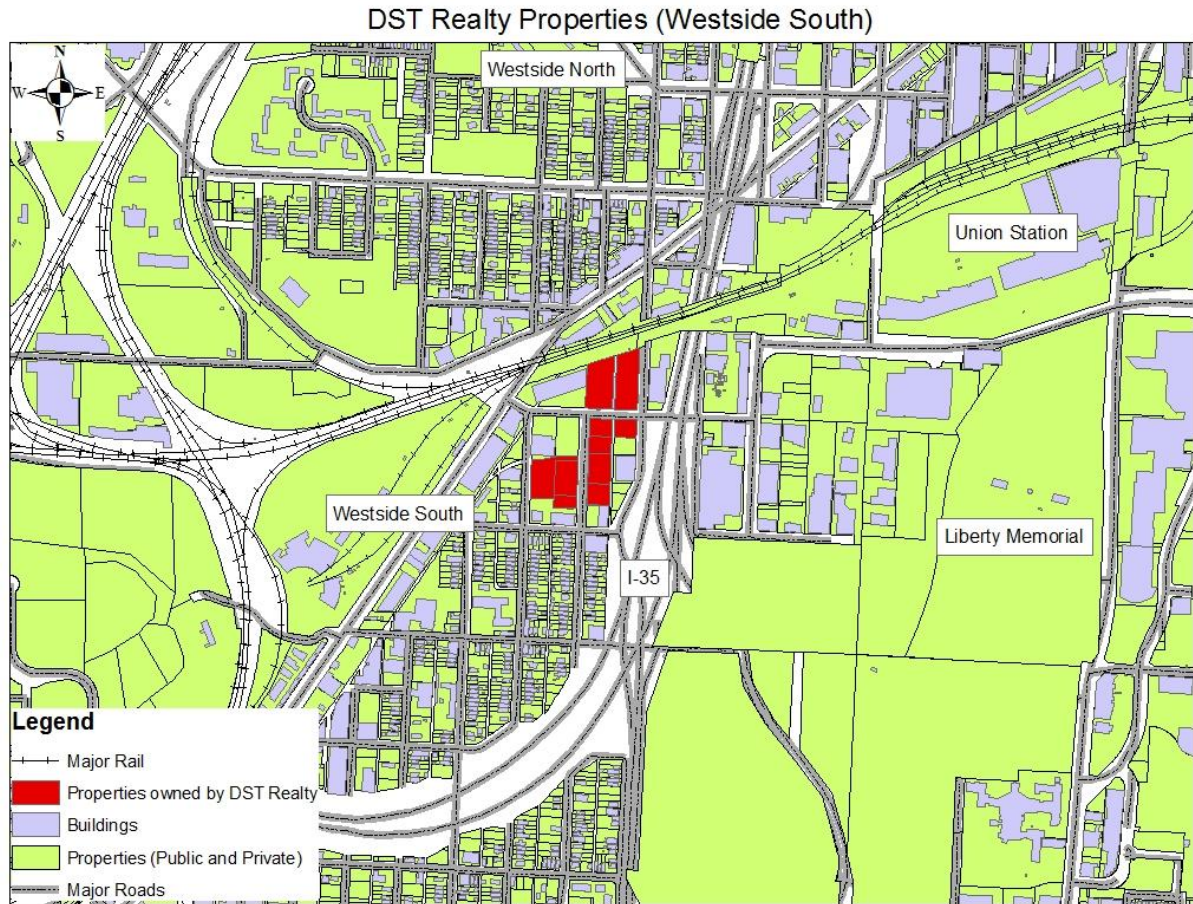 DST Realty Properties (Westside South)
N
W E
S
Westside North
Union Station
Westside South
Liberty Memorial
I-35
Legend
Major Rail
Properties owned by DST Realty
Buildings
Properties (Public and Private)
Major Roads